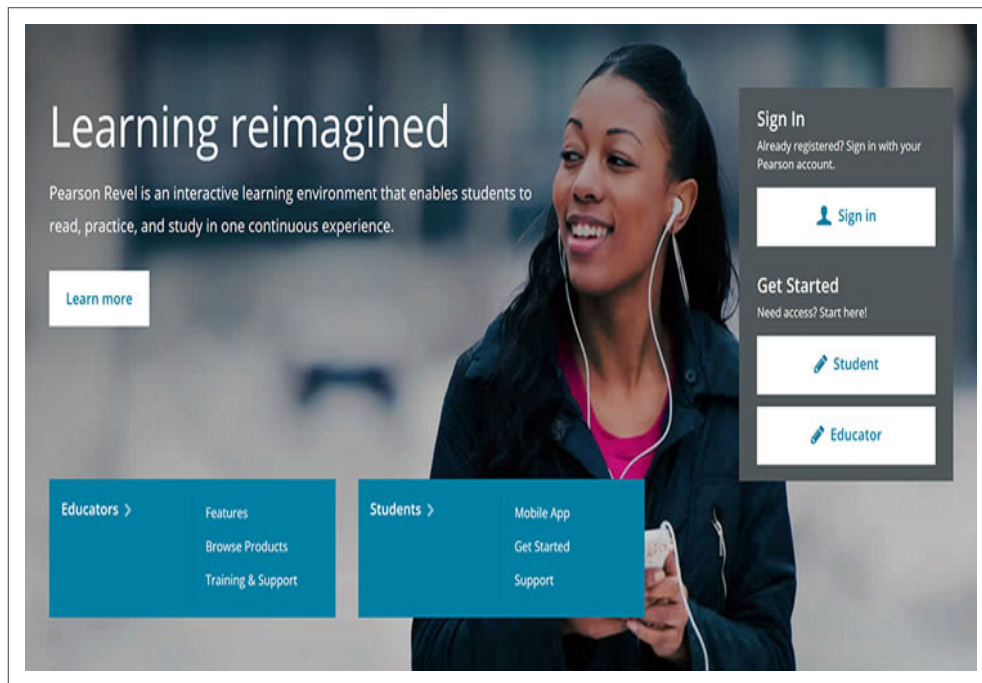 Learning reimagined
Pearson Revel is an interactive learning environment that enables students to
read, practice, and study in one continuous experience.
Learn more
Sign In
Already registered? Sign in with your
Pearson account.
Sign in
Get Started
Need access? Start here!
Student
Educator
Educators
Features
Browse Products
Training & Support
Students
Mobile App
Get Started
Support